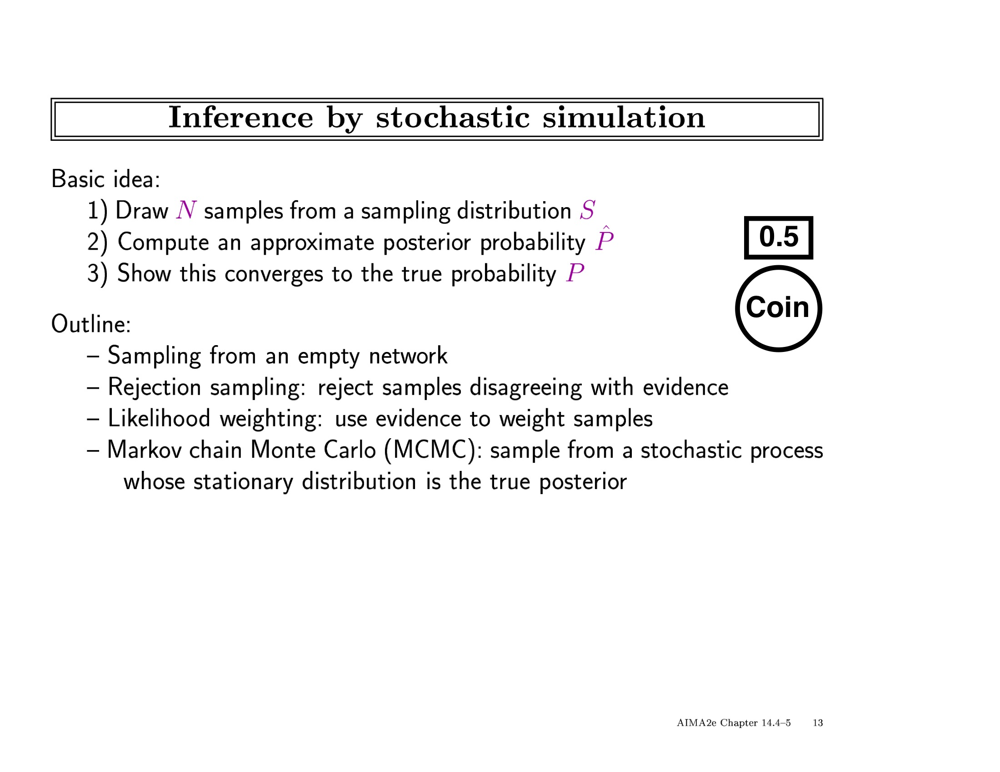 Inference by stochastic simulation
Basic idea:
1) Draw N samples from a sampling distribution S
2) Compute an approximate posterior probability P̂
3) Show this converges to the true probability P
0.5
Coin
Outline:
– Sampling from an empty network
– Rejection sampling: reject samples disagreeing with evidence
– Likelihood weighting: use evidence to weight samples
– Markov chain Monte Carlo (MCMC): sample from a stochastic process
whose stationary distribution is the true posterior
AIMA2e Chapter 14.4–5 13